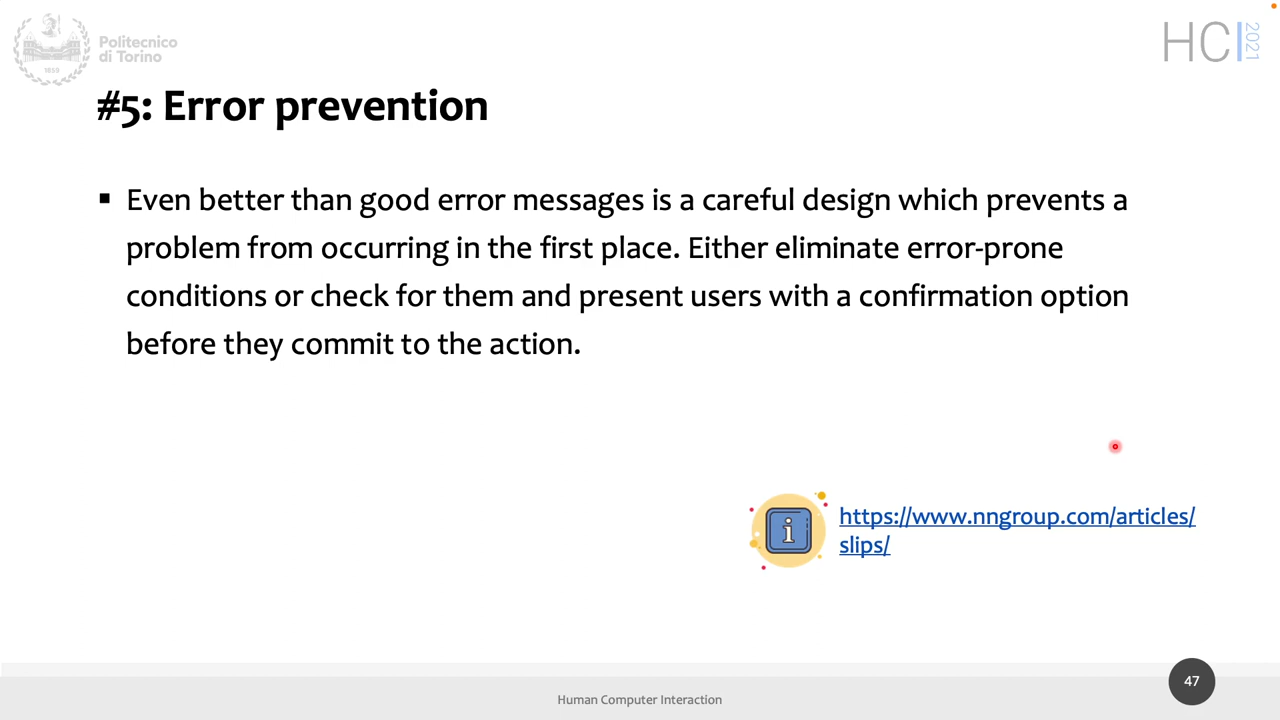 Politecnico
di Torino
1859
HCI
2021
#5: Error prevention
▪ Even better than good error messages is a careful design which prevents a
problem from occurring in the first place. Either eliminate error-prone
conditions or check for them and present users with a confirmation option
before they commit to the action.
i
https://www.nngroup.com/articles/
slips/
47
Human Computer Interaction